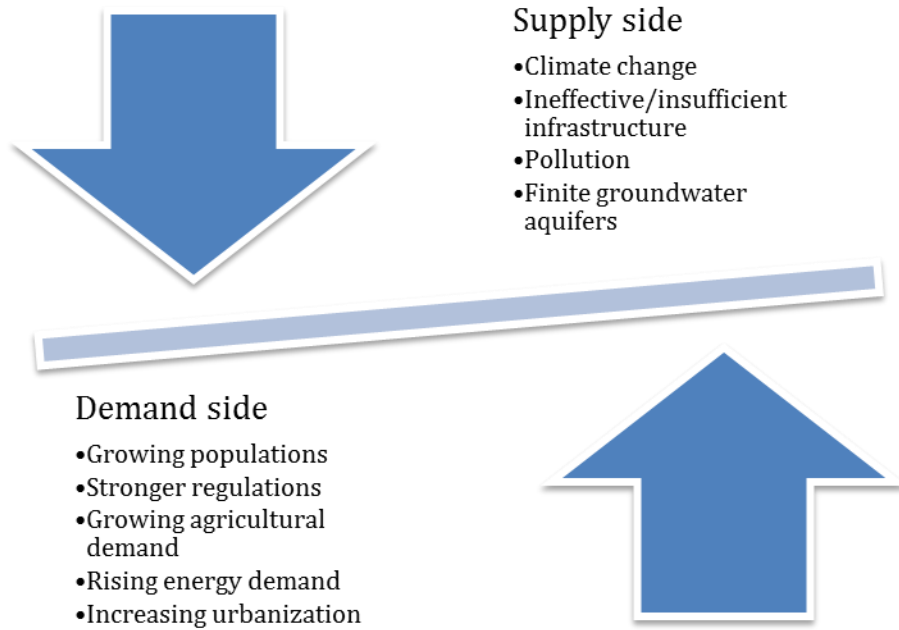 Supply side
•Climate change
•Ineffective/insufficient
infrastructure
•Pollution
•Finite groundwater
aquifers
Demand side
•Growing populations
•Stronger regulations
•Growing agricultural
demand
•Rising energy demand
•Increasing urbanization